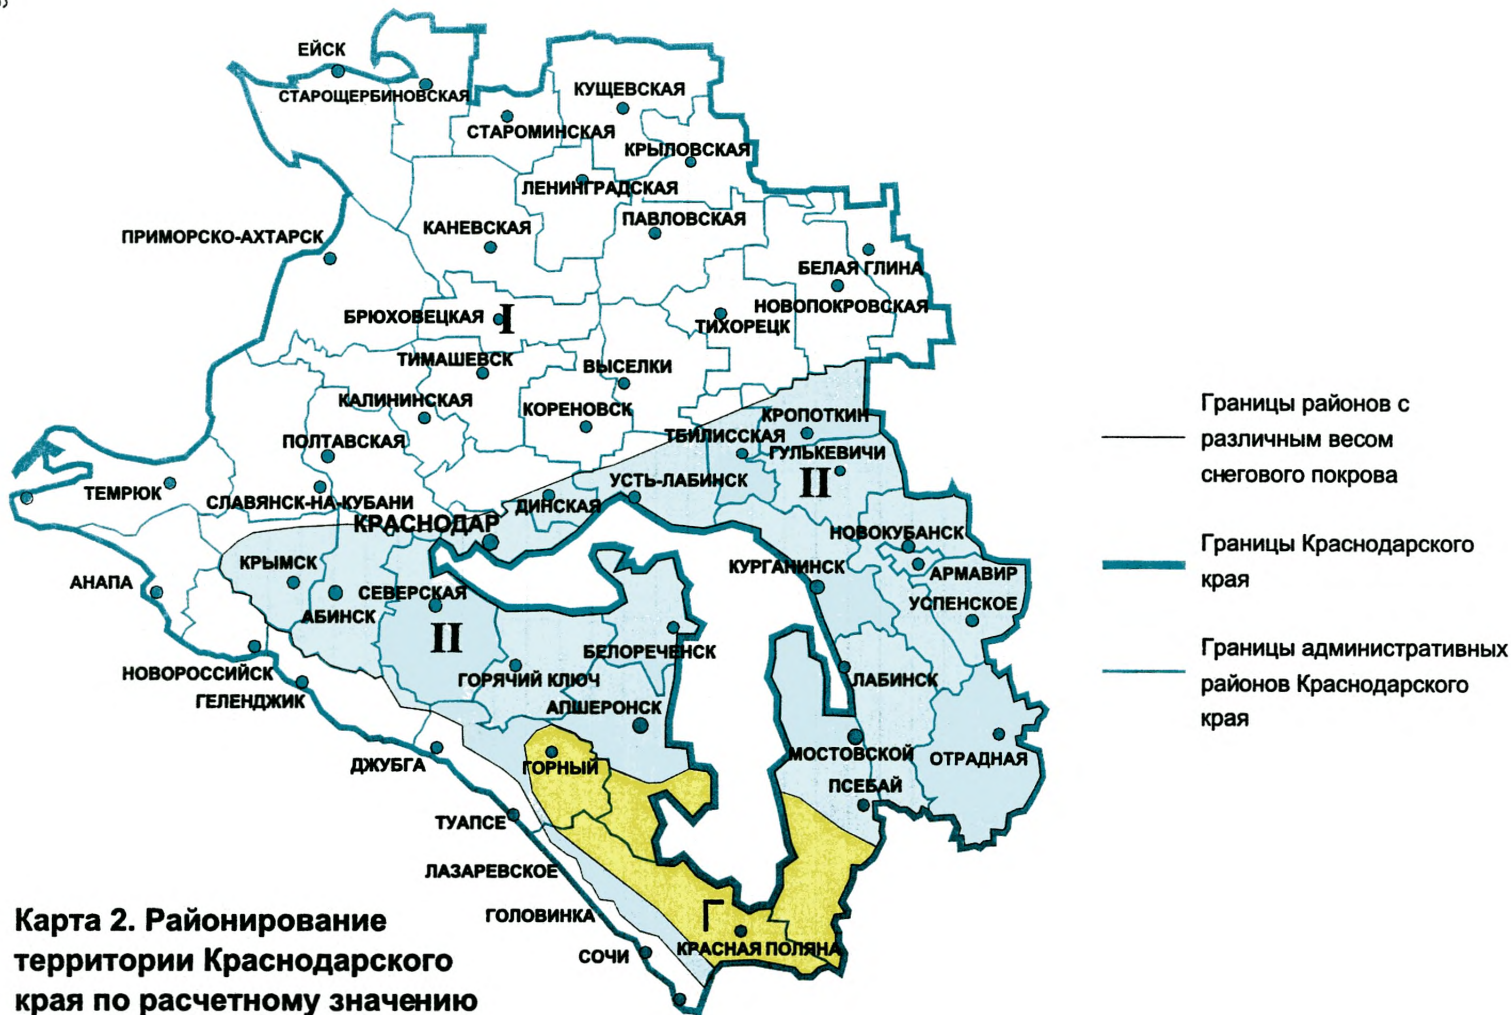 ЕЙСК
СТАРОЩЕРБИНОВСКАЯ
КУЩЕВСКАЯ
СТАРОМИНСКАЯ
КРЫЛОВСКАЯ
ЛЕНИНГРАДСКАЯ
КАНЕВСКАЯ
ПАВЛОВСКАЯ
ПРИМОРСКО-АХТАРСК
БЕЛАЯ ГЛИНА
НОВОПОКРОВСКАЯ
БРЮХОВЕЦКАЯ
I
ТИХОРЕЦК
ТИМАШЕВСК
ВЫСЕЛКИ
КАЛИНИНСКАЯ
КОРЕНОВСК
КРОПОТКИН
ПОЛТАВСКАЯ
ТБИЛИССКАЯ
ГУЛЬКЕВИЧИ
ТЕМРЮК
СЛАВЯНСК-НА-КУБАНИ
УСТЬ-ЛАБИНСК
II
ДИНСКАЯ
КРАСНОДАР
НОВОКУБАНСК
КРЫМСК
КУРГАНИНСК
АРМАВИР
АНАПА
СЕВЕРСКАЯ
АБИНСК
УСПЕНСКОЕ
II
БЕЛОРЕЧЕНСК
НОВОРОССИЙСК
ГОРЯЧИЙ КЛЮЧ
ЛАБИНСК
ГЕЛЕНДЖИК
АПШЕРОНСК
МОСТОВСКОЙ
ОТРАДНАЯ
ДЖУБГА
ГОРНЫЙ
ПСЕБАЙ
ТУАПСЕ
ЛАЗАРЕВСКОЕ
ГОЛОВИНКА
Г
СОЧИ
КРАСНАЯ ПОЛЯНА
Границы районов с
различным весом
снегового покрова
Границы Краснодарского
края
Границы административных
районов Краснодарского
края
Карта 2. Районирование
территории Краснодарского
края по расчетному значению